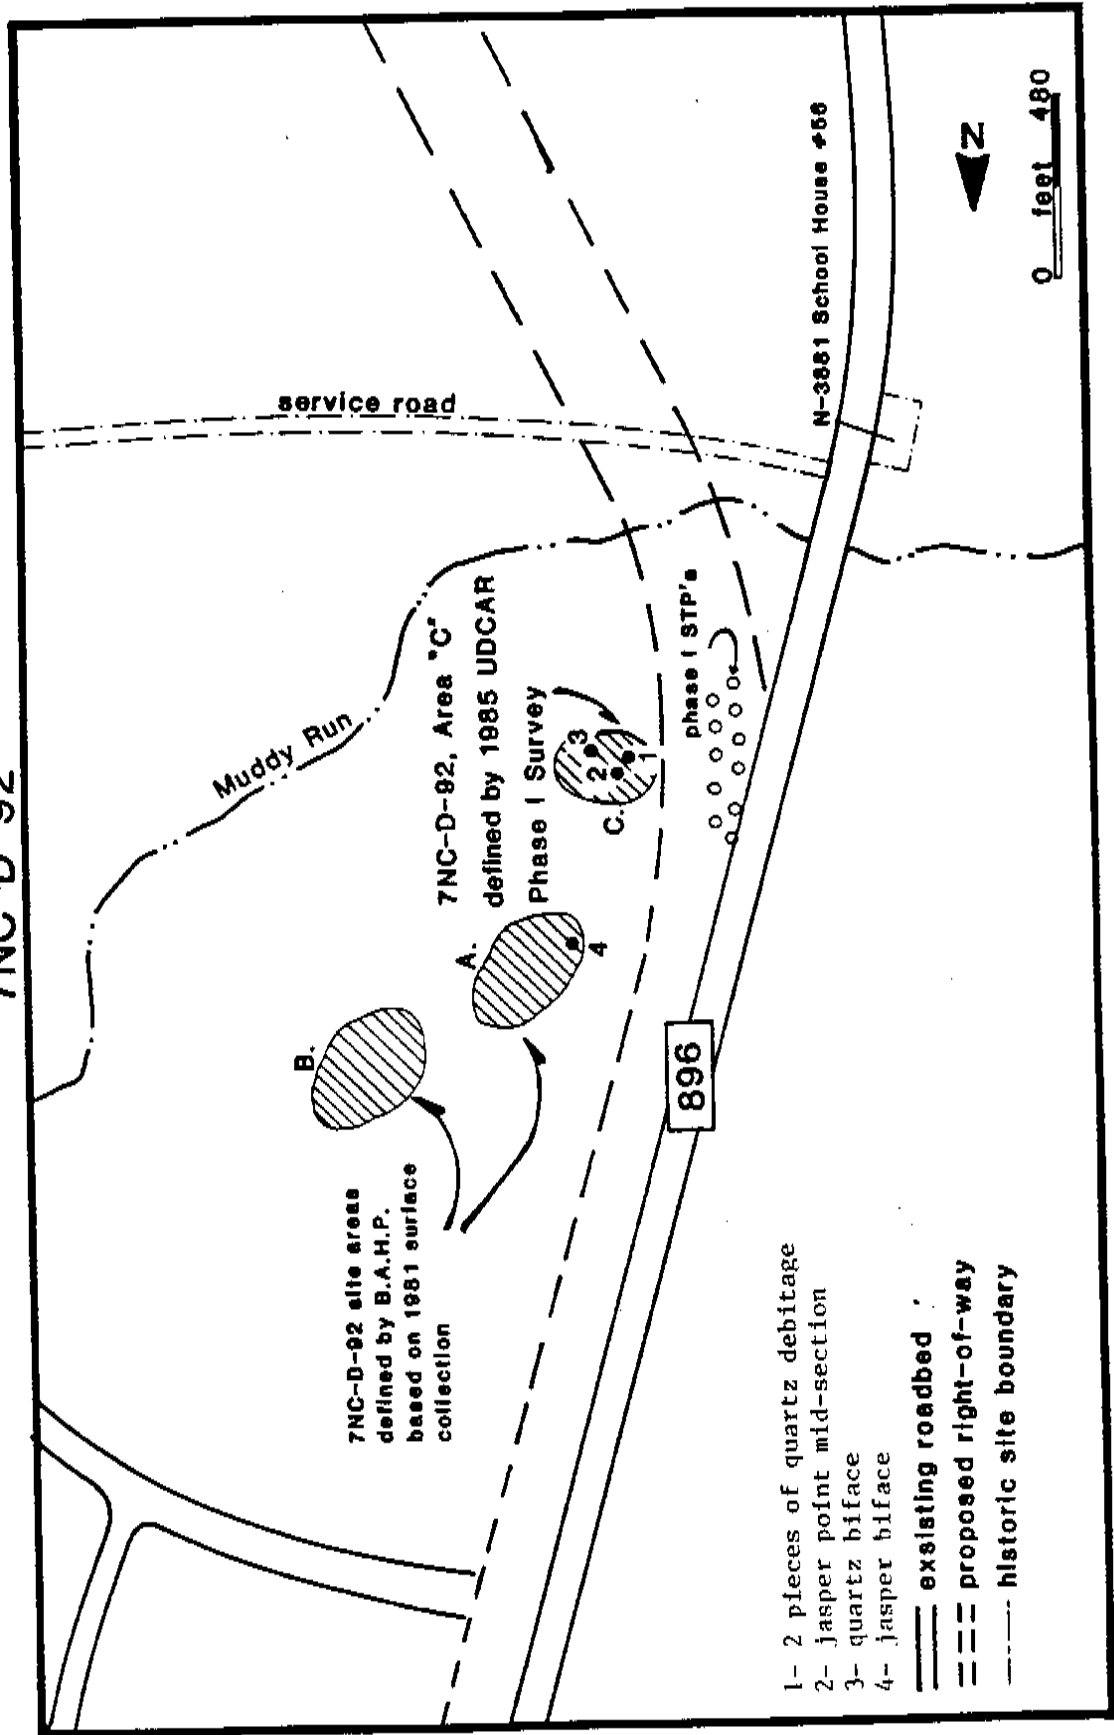 7NC-D-92
Muddy Run
service road
B.
A.
4
7NC-D-92, Area "C"
defined by 1985 UDCAR
Phase I Survey
C.
2
3
1
7NC-D-92 site areas
defined by B.A.H.P.
based on 1981 surface
collection
phase I STP's
896
N-3881 School House #56
N
0 feet 480
1- 2 pieces of quartz debitage
2- jasper point mid-section
3- quartz biface
4- jasper biface
exsisting roadbed
proposed right-of-way
historic site boundary